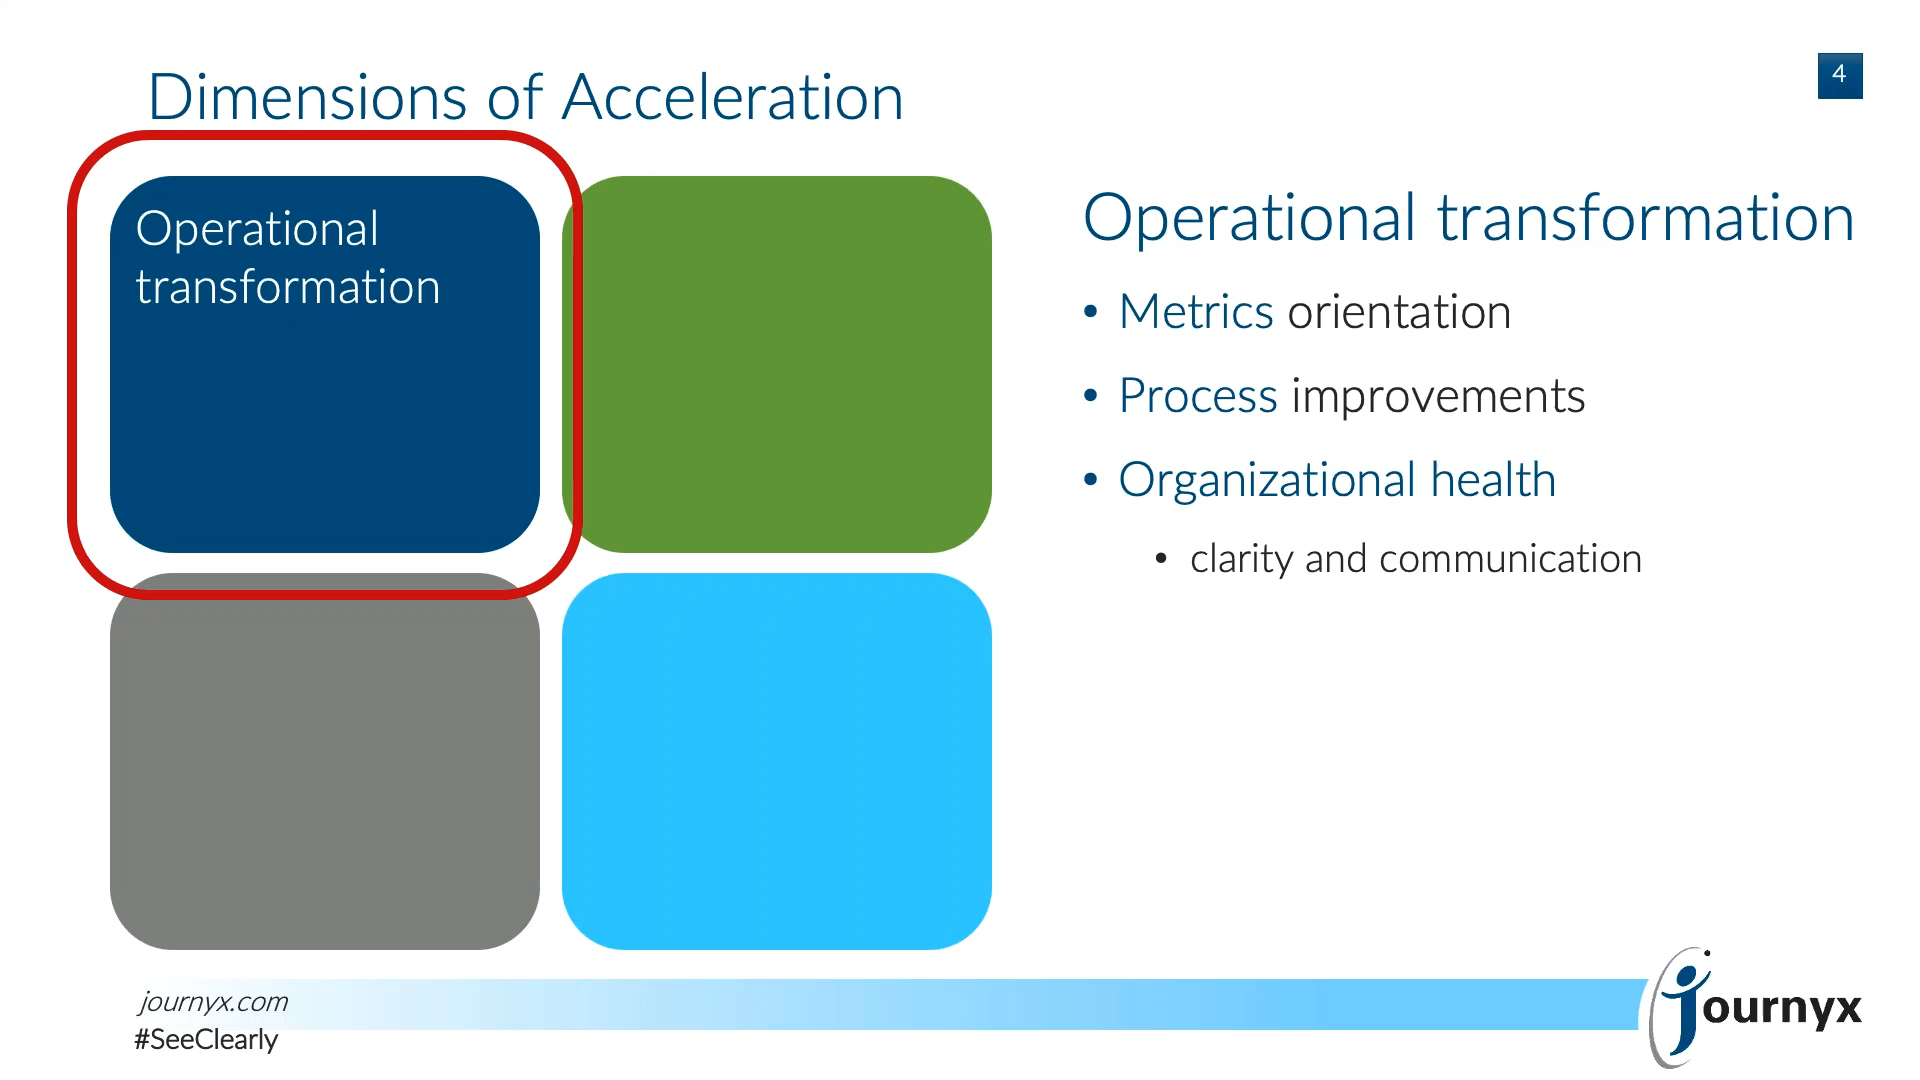 Dimensions of Acceleration
4
Operational
transformation
Operational transformation
• Metrics orientation
• Process improvements
• Organizational health
• clarity and communication
journyx.com
#SeeClearly
journyx